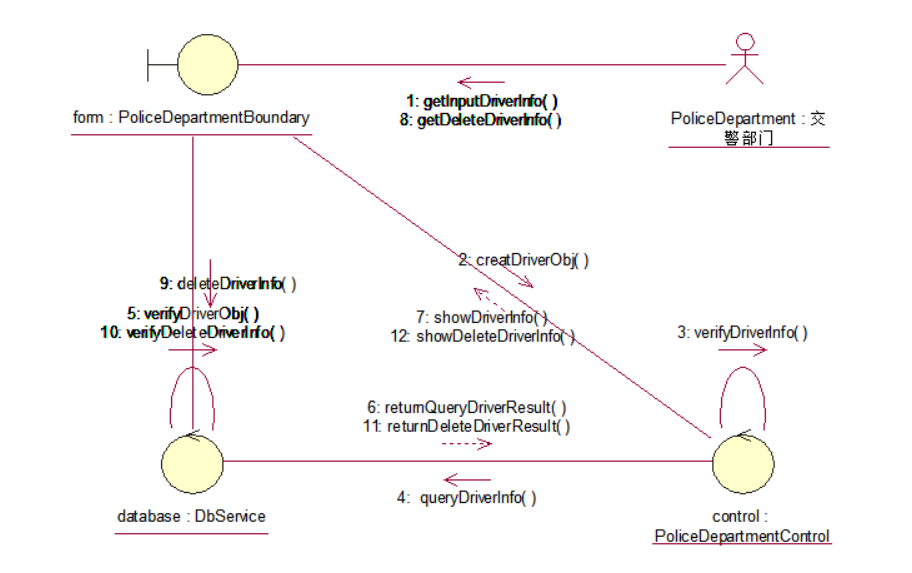 1: getInputDriverInfo( )
8: getDeleteDriverInfo( )
form : PoliceDepartmentBoundary
PoliceDepartment : 交
警部门
2: creatDriverObj( )
9: deleteDriverInfo( )
5: verifyDriverObj( )
10: verifyDeleteDriverInfo( )
7: showDriverInfo( )
12: showDeleteDriverInfo( )
3: verifyDriverInfo( )
6: returnQueryDriverResult( )
11: returnDeleteDriverResult( )
4: queryDriverInfo( )
database : DbService
control :
PoliceDepartmentControl